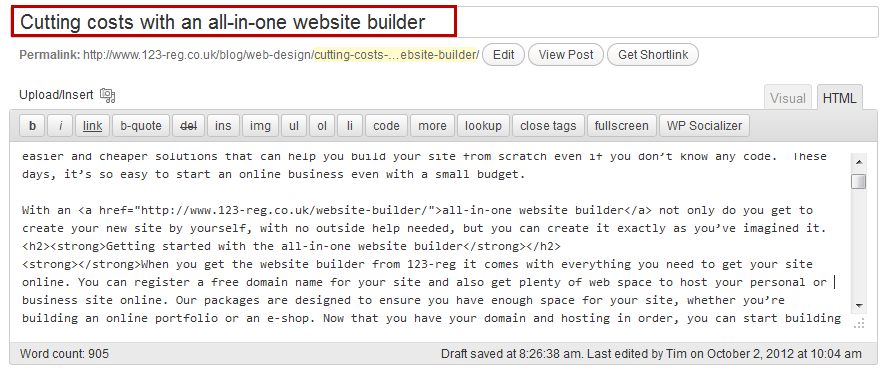 Cutting costs with an all-in-one website builder
Permalink: http://www.123-reg.co.uk/blog/web-design/cutting-costs-…ebsite-builder/ Edit View Post Get Shortlink
Upload/Insert
Visual HTML
b i link b-quote del ins img ul ol li code more lookup close tags fullscreen WP Socializer
easier and cheaper solutions that can help you build your site from scratch even if you don’t know any code.  These
days, it’s so easy to start an online business even with a small budget.
With an <a href="http://www.123-reg.co.uk/website-builder/">all-in-one website builder</a> not only do you get to
create your new site by yourself, with no outside help needed, but you can create it exactly as you’ve imagined it.
<h2><strong>Getting started with the all-in-one website builder</strong></h2>
<strong></strong>When you get the website builder from 123-reg it comes with everything you need to get your site
online. You can register a free domain name for your site and also get plenty of web space to host your personal or
business site online. Our packages are designed to ensure you have enough space for your site, whether you’re
building an online portfolio or an e-shop. Now that you have your domain and hosting in order, you can start building
Word count: 905 Draft saved at 8:26:38 am. Last edited by Tim on October 2, 2012 at 10:04 am